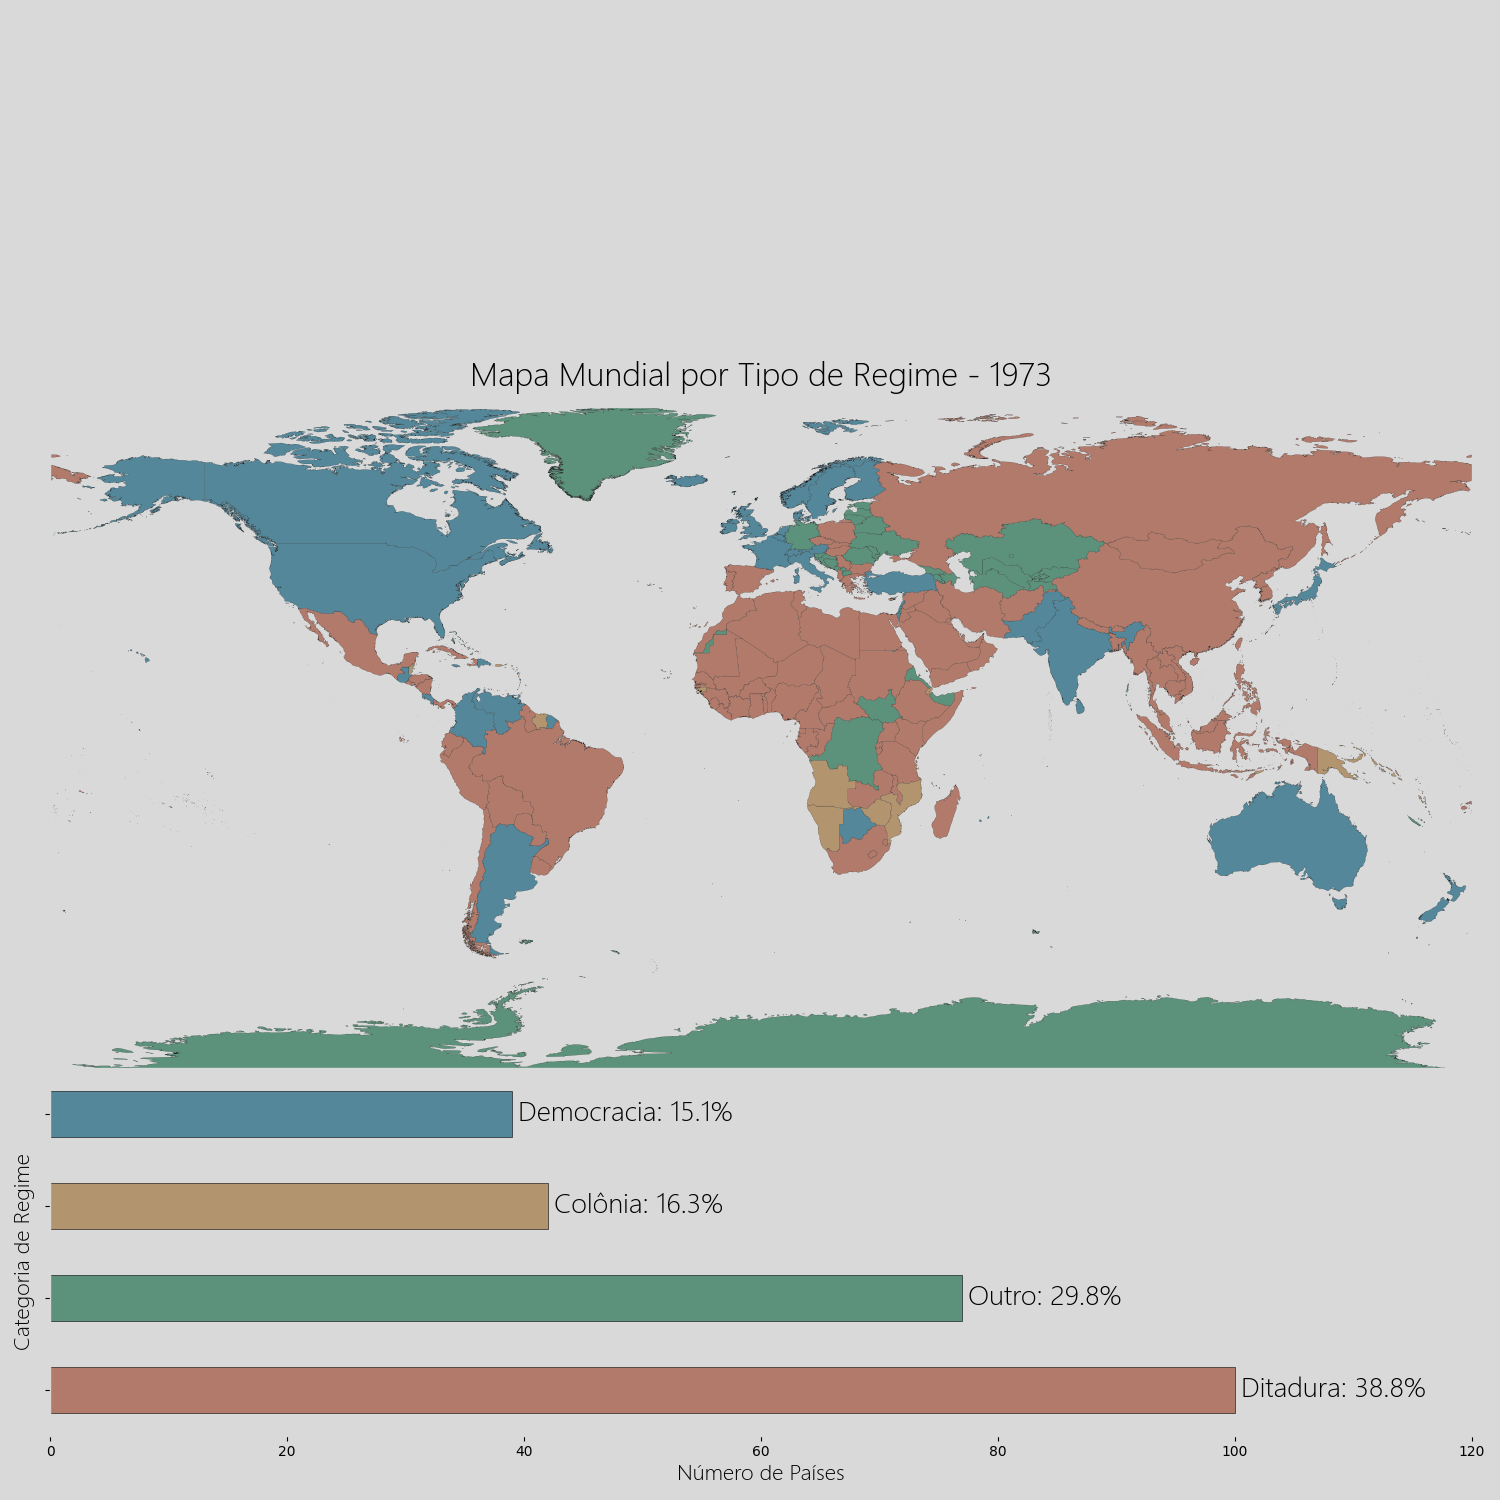 Mapa Mundial por Tipo de Regime - 1973
Democracia: 15.1%
Colônia: 16.3%
Outro: 29.8%
Ditadura: 38.8%
Categoria de Regime
0 20 40 60 80 100 120
Número de Países